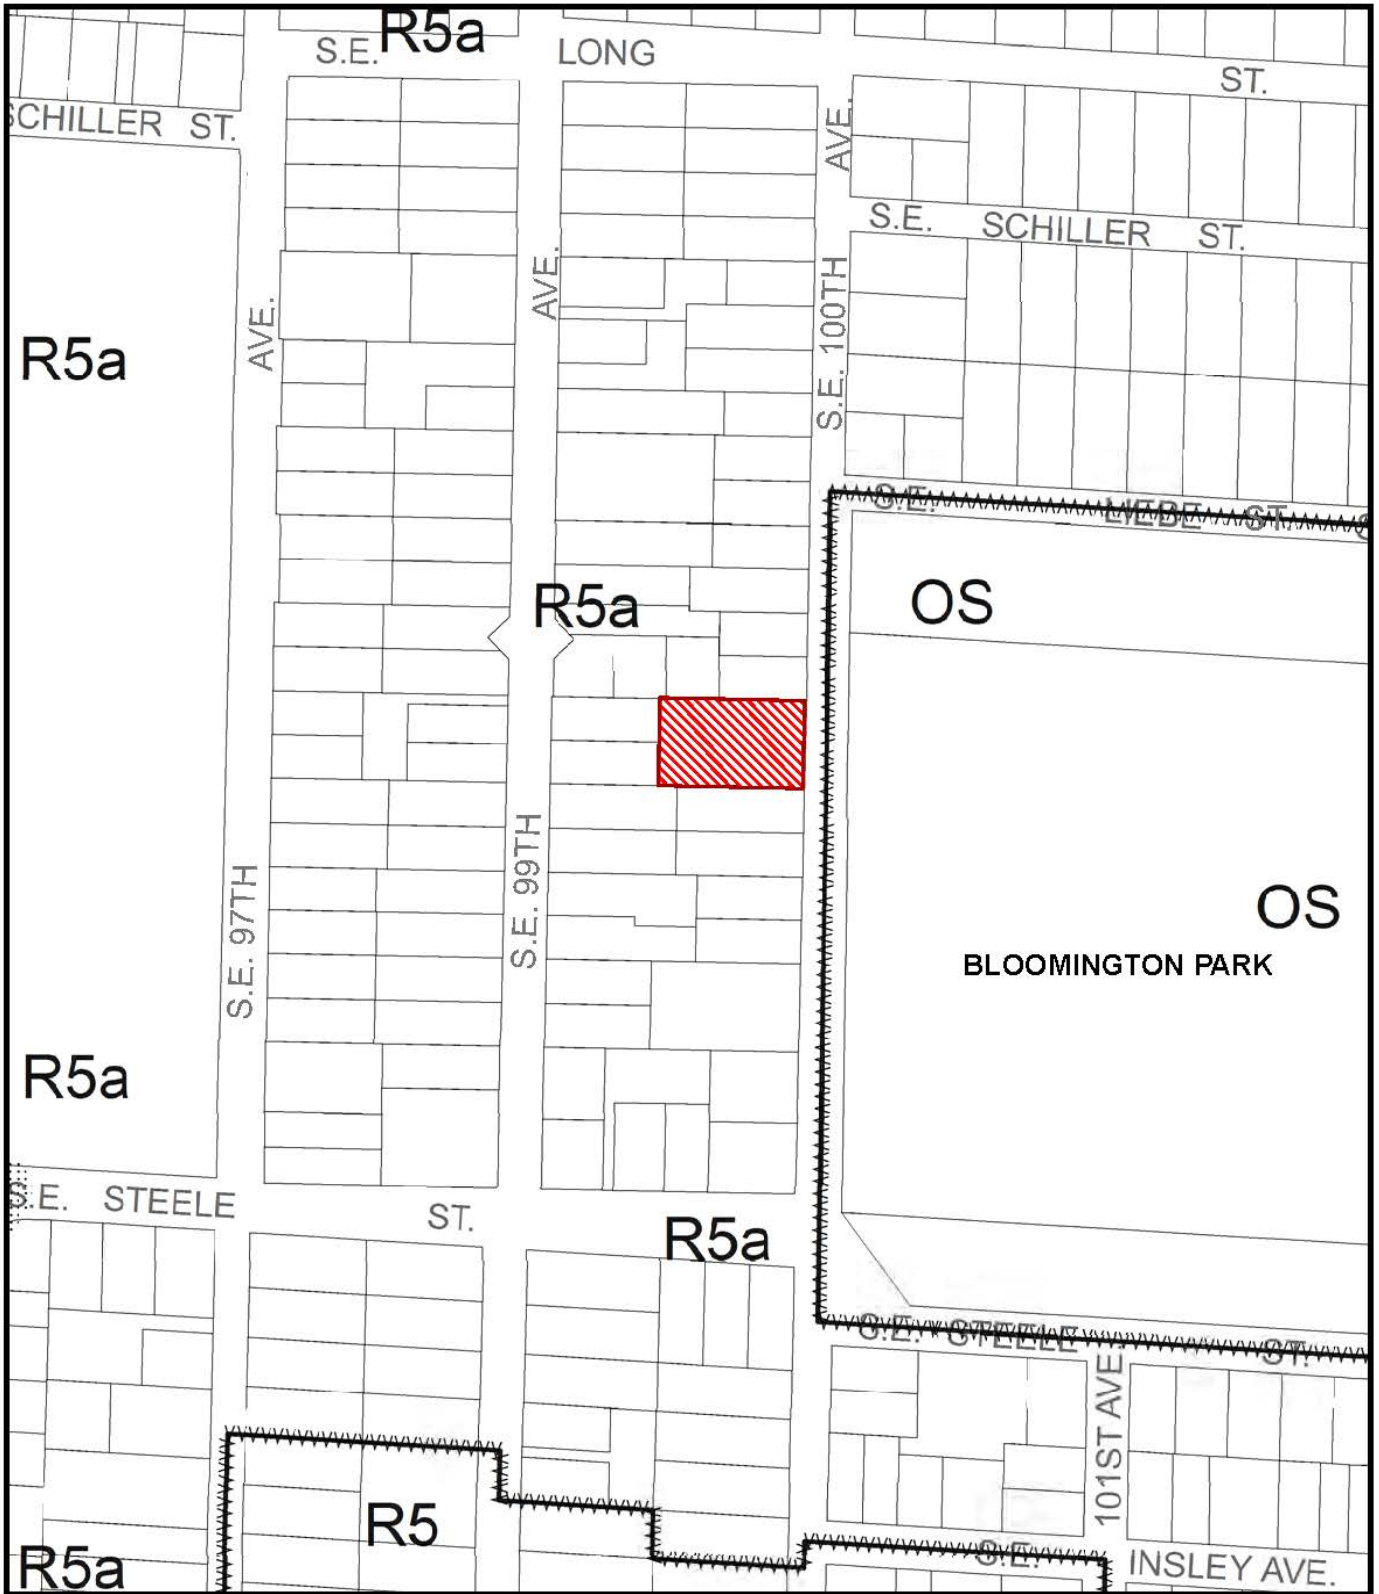 R5a
S.E. LONG ST.
SCHILLER ST.
AVE.
S.E. SCHILLER ST.
AVE.
AVE.
S.E. 100TH
R5a
S.E. LIEBE ST.
R5a
OS
S.E. 99TH
S.E. 97TH
OS
BLOOMINGTON PARK
R5a
S.E. STEELE ST.
R5a
S.E. STEELE ST.
101ST AVE.
R5
R5a
S.E. INSLEY AVE.